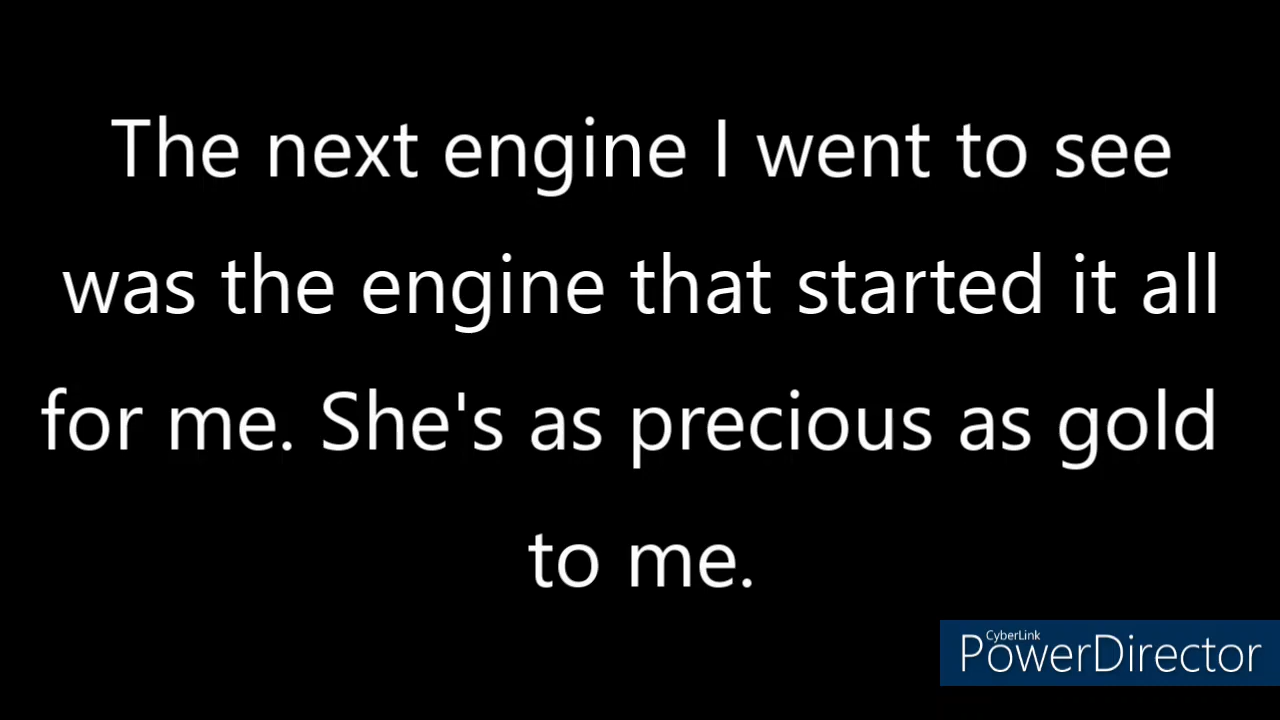 The next engine I went to see
was the engine that started it all
for me. She's as precious as gold
to me.
CyberLink
PowerDirector